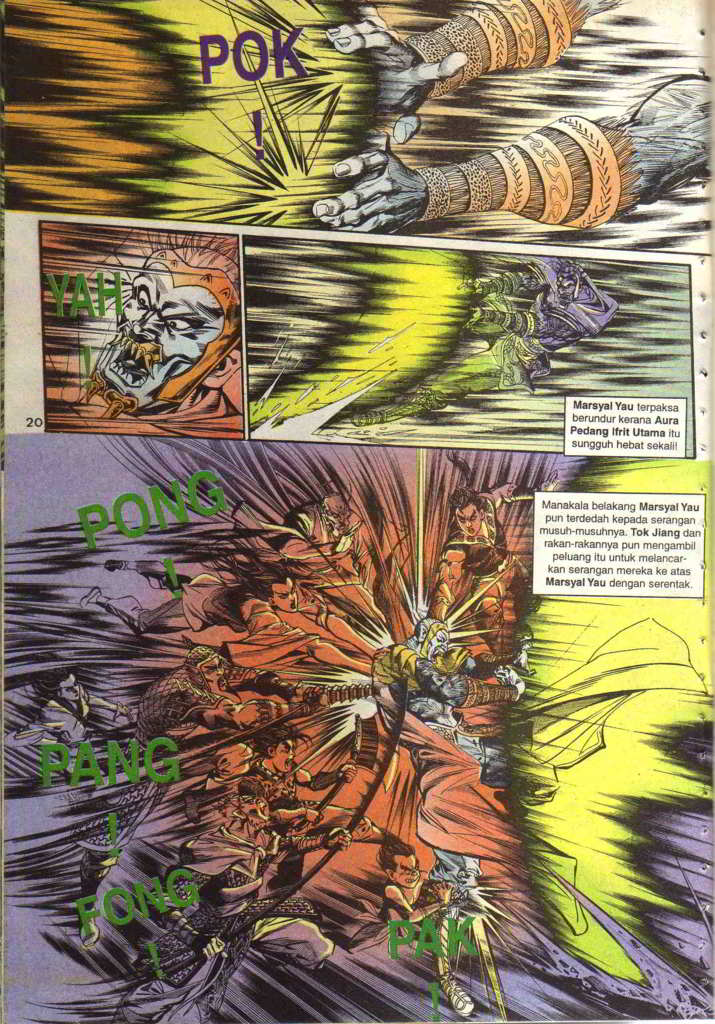 POK
!
YAH
!
20
Marsyal Yau terpaksa
berundur kerana Aura
Pedang Ifrit Utama itu
sungguh hebat sekali!
PONG
!
Manakala belakang Marsyal Yau
pun terdedah kepada serangan
musuh-musuhnya. Tok Jiang dan
rakan-rakannya pun mengambil
peluang itu untuk melancar-
kan serangan mereka ke atas
Marsyal Yau dengan serentak.
PANG
!
FONG
!
PAK
!